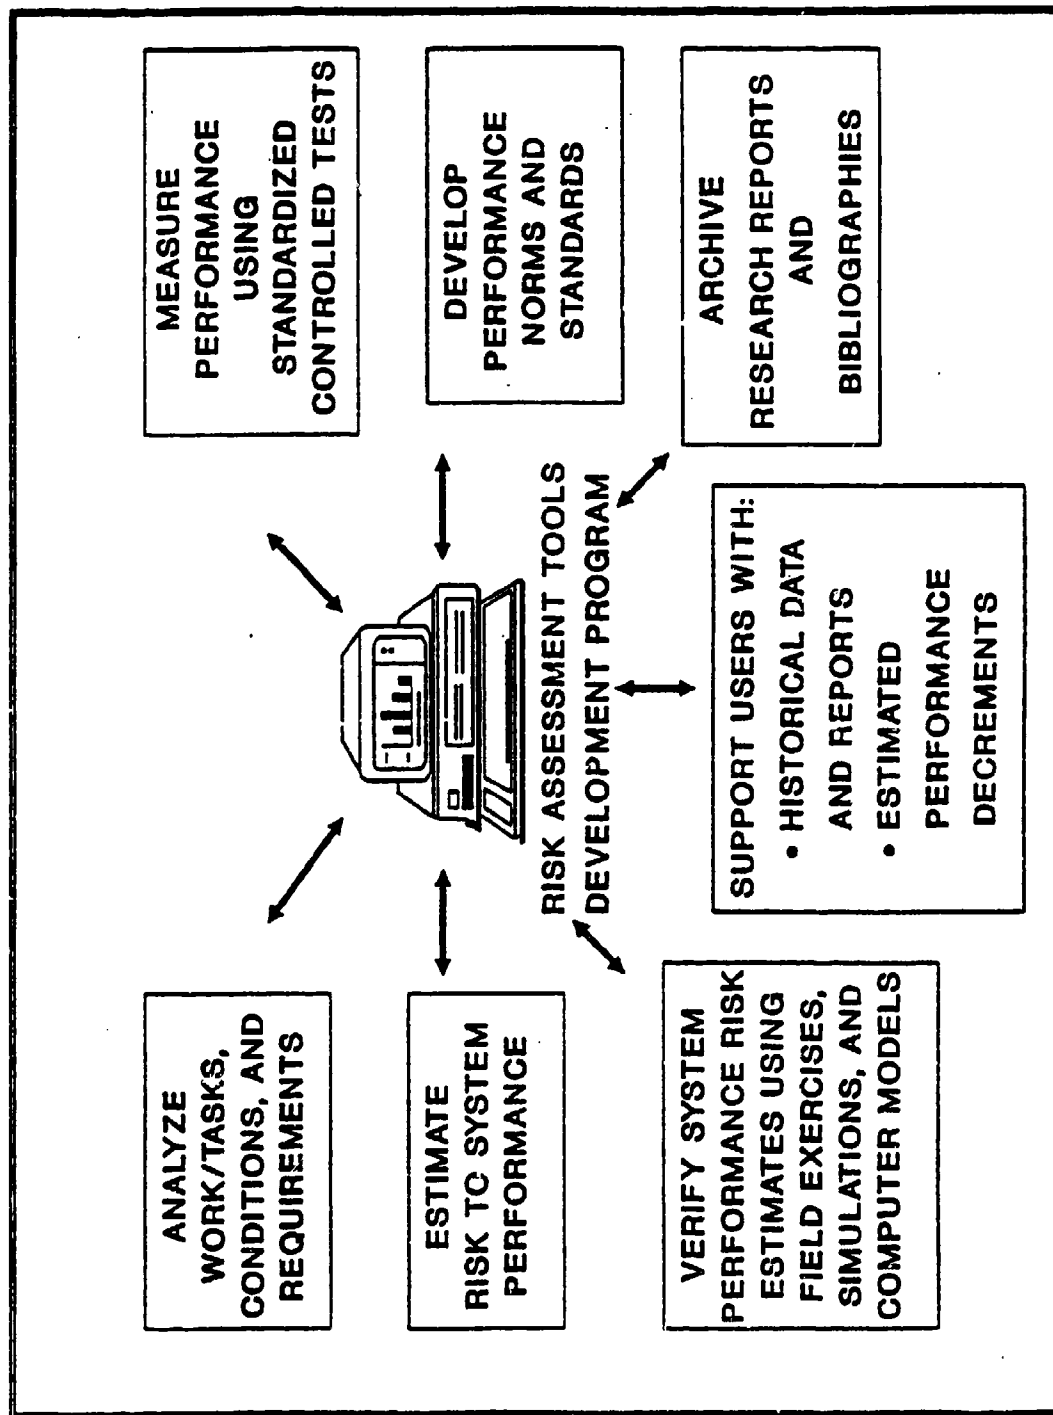 ANALYZE
WORK/TASKS,
CONDITIONS, AND
REQUIREMENTS
MEASURE
PERFORMANCE
USING
STANDARDIZED
CONTROLLED TESTS
ESTIMATE
RISK TO SYSTEM
PERFORMANCE
DEVELOP
PERFORMANCE
NORMS AND
STANDARDS
RISK ASSESSMENT TOOLS
DEVELOPMENT PROGRAM
VERIFY SYSTEM
PERFORMANCE RISK
ESTIMATES USING
FIELD EXERCISES,
SIMULATIONS, AND
COMPUTER MODELS
SUPPORT USERS WITH:
• HISTORICAL DATA
AND REPORTS
• ESTIMATED
PERFORMANCE
DECREMENTS
ARCHIVE
RESEARCH REPORTS
AND
BIBLIOGRAPHIES